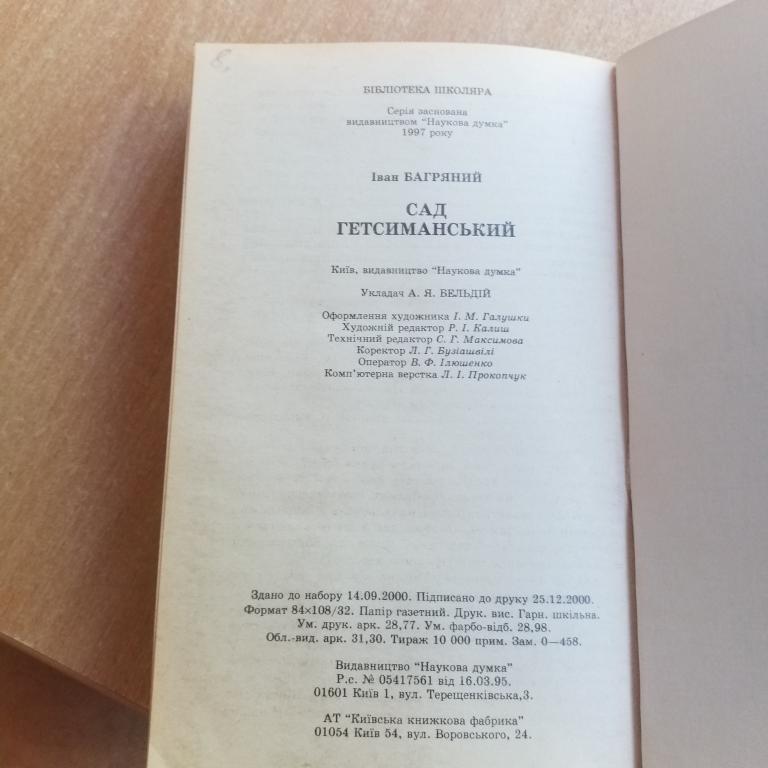 БІБЛІОТЕКА ШКОЛЯРА
Серія заснована
видавництвом "Наукова думка"
1997 року
Іван БАГРЯНИЙ
САД
ГЕТСИМАНСЬКИЙ
Київ, видавництво "Наукова думка"
Укладач А. Я. БЕЛЬДІЙ
Оформлення художника І. М. Галушки
Художній редактор Р. І. Калиш
Технічний редактор С. Г. Максимова
Коректор Л. Г. Бузіашвілі
Оператор В. Ф. Ілюшенко
Комп'ютерна верстка Л. І. Прокопчук
Здано до набору 14.09.2000. Підписано до друку 25.12.2000.
Формат 84×108/32. Папір газетний. Друк. вис. Гарн. шкільна.
Ум. друк. арк. 28,77. Ум. фарбо-відб. 28,98.
Обл.-вид. арк. 31,30. Тираж 10 000 прим. Зам. 0—458.
Видавництво "Наукова думка"
Р.с. № 05417561 від 16.03.95.
01601 Київ 1, вул. Терещенківська,3.
АТ "Київська книжкова фабрика"
01054 Київ 54, вул. Воровського, 24.